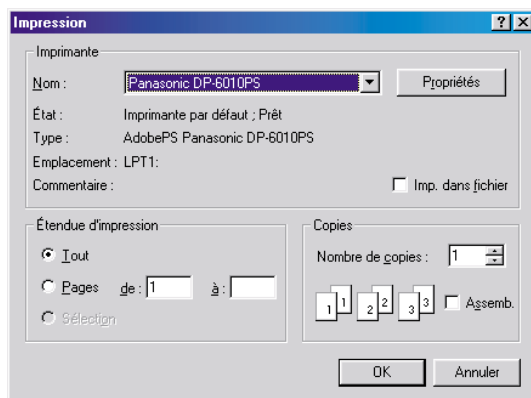 Impression
Imprimante
Nom : Panasonic DP-6010PS Propriétés
État : Imprimante par défaut ; Prêt
Type : AdobePS Panasonic DP-6010PS
Emplacement : LPT1:
Commentaire : Imp. dans fichier
Étendue d'impression
Tout
Pages de : 1 à :
Sélection
Copies
Nombre de copies : 1
1 1 2 2 3 3 Assemb.
OK Annuler